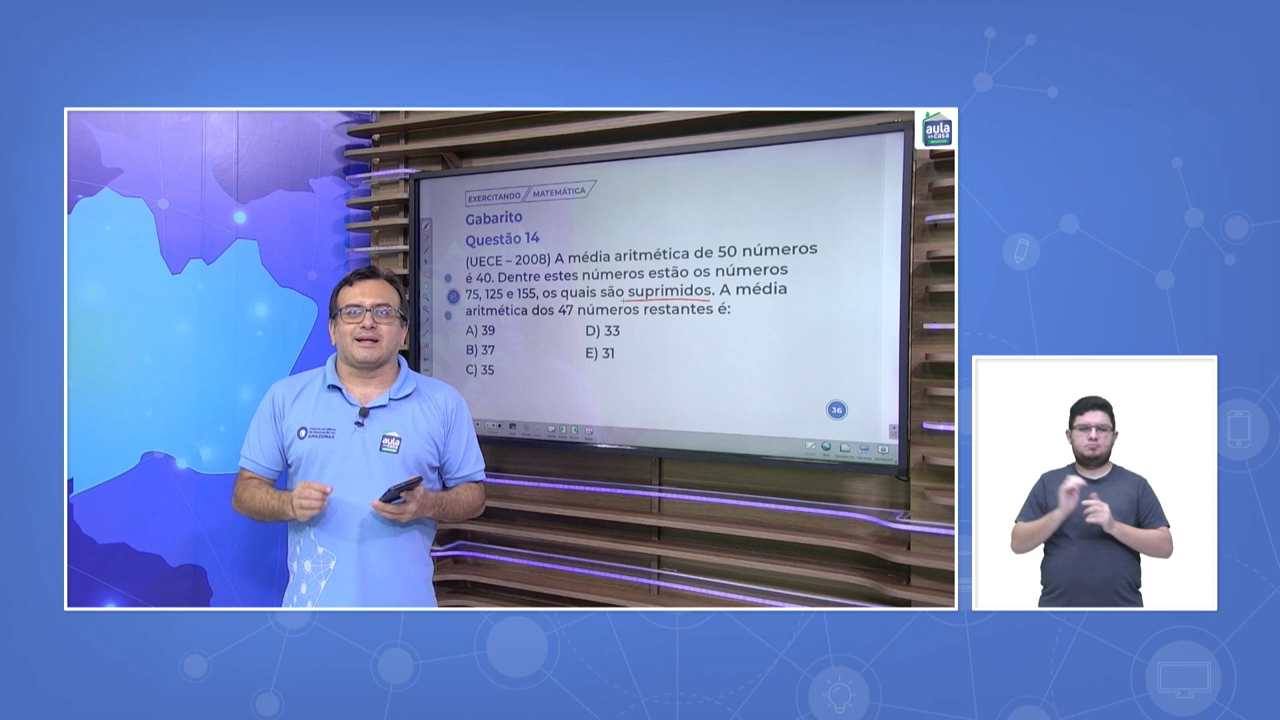 EXERCITANDO // MATEMÁTICA
Gabarito
Questão 14
(UECE – 2008) A média aritmética de 50 números
é 40. Dentre estes números estão os números
75, 125 e 155, os quais são suprimidos. A média
aritmética dos 47 números restantes é:
A) 39
D) 33
B) 37
E) 31
C) 35
36
aula
em casa
AMAZONAS
aula